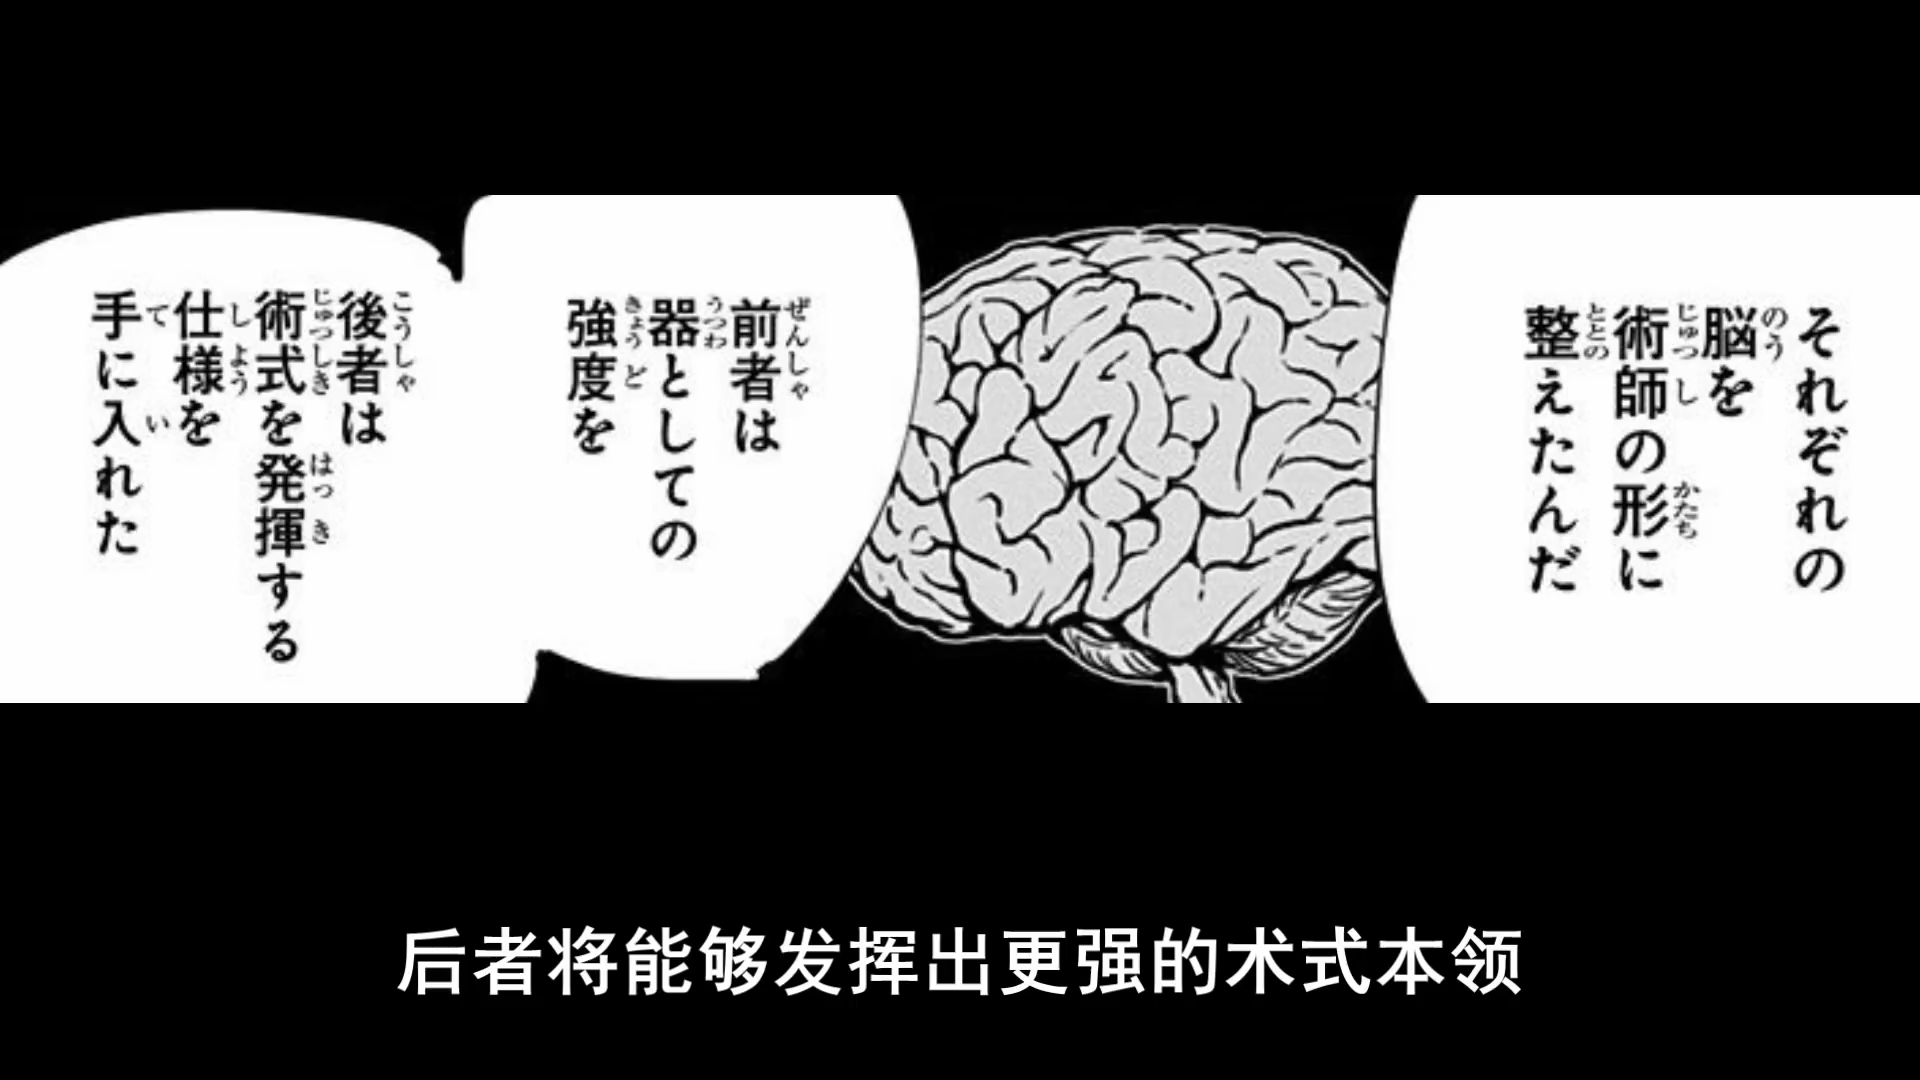 それぞれの
脳を
術師の形に
整えたんだ
前者は
器としての
強度を
後者は
術式を発揮する
仕様を
手に入れた
后者将能够发挥出更强的术式本领